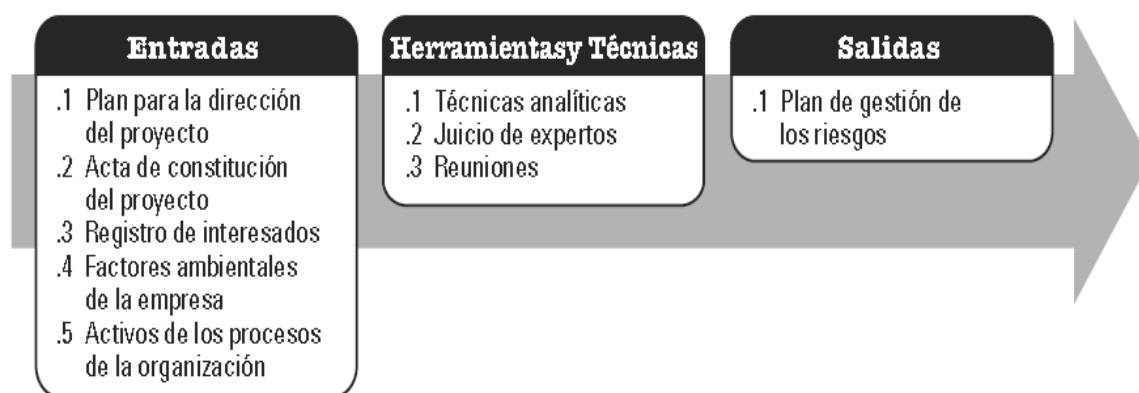 Entradas
.1 Plan para la dirección
del proyecto
.2 Acta de constitución
del proyecto
.3 Registro de interesados
.4 Factores ambientales
de la empresa
.5 Activos de los procesos
de la organización
Herramientasy Técnicas
.1 Técnicas analíticas
.2 Juicio de expertos
.3 Reuniones
Salidas
.1 Plan de gestión de
los riesgos